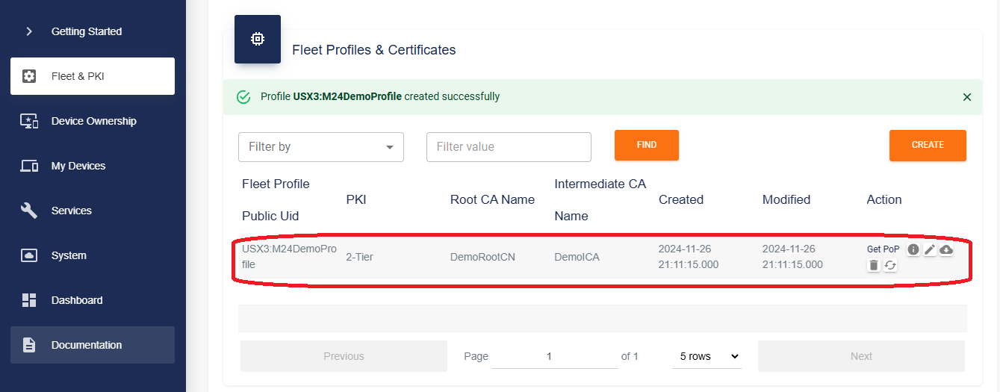 Getting Started
Fleet & PKI
Device Ownership
My Devices
Services
System
Dashboard
Documentation
Fleet Profiles & Certificates
Profile USX3:M24DemoProfile created successfully
Filter by
Filter value
FIND
CREATE
Fleet Profile
Public Uid
PKI
Root CA Name
Intermediate CA
Name
Created
Modified
Action
USX3:M24DemoPro
file
2-Tier
DemoRootCN
DemoICA
2024-11-26
21:11:15.000
2024-11-26
21:11:15.000
Get PoP
Previous
Page 1 of 1
5 rows
Next